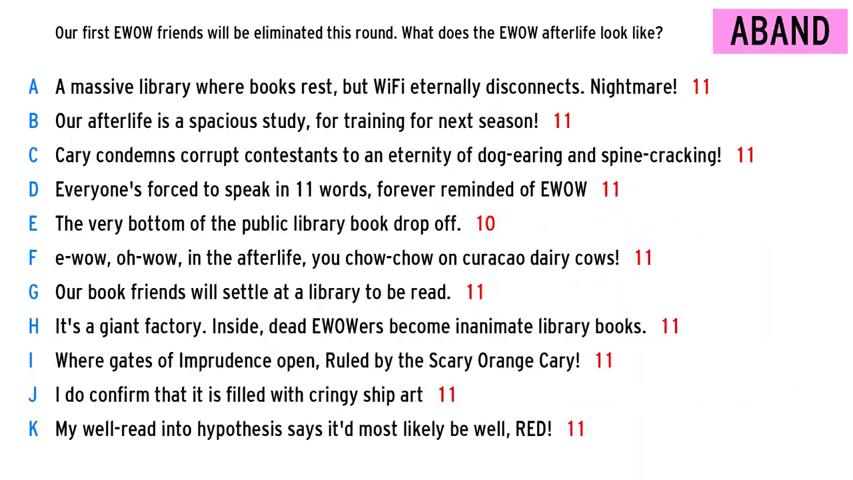 Our first EWOW friends will be eliminated this round. What does the EWOW afterlife look like?
ABAND
A A massive library where books rest, but WiFi eternally disconnects. Nightmare! 11
B Our afterlife is a spacious study, for training for next season! 11
C Cary condemns corrupt contestants to an eternity of dog-earing and spine-cracking! 11
D Everyone's forced to speak in 11 words, forever reminded of EWOW 11
E The very bottom of the public library book drop off. 10
F e-wow, oh-wow, in the afterlife, you chow-chow on curacao dairy cows! 11
G Our book friends will settle at a library to be read. 11
H It's a giant factory. Inside, dead EWOWers become inanimate library books. 11
I Where gates of Imprudence open, Ruled by the Scary Orange Cary! 11
J I do confirm that it is filled with cringy ship art 11
K My well-read into hypothesis says it'd most likely be well, RED! 11